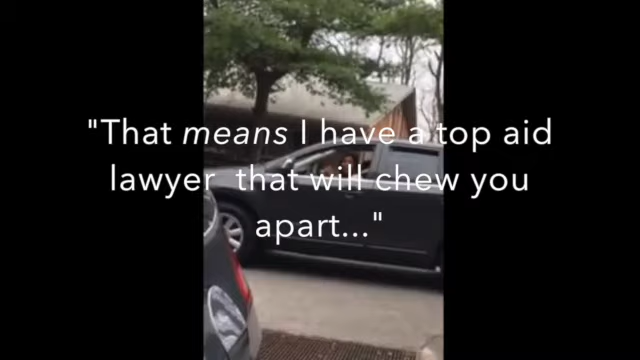 "That means I have a top aid
lawyer that will chew you
apart..."